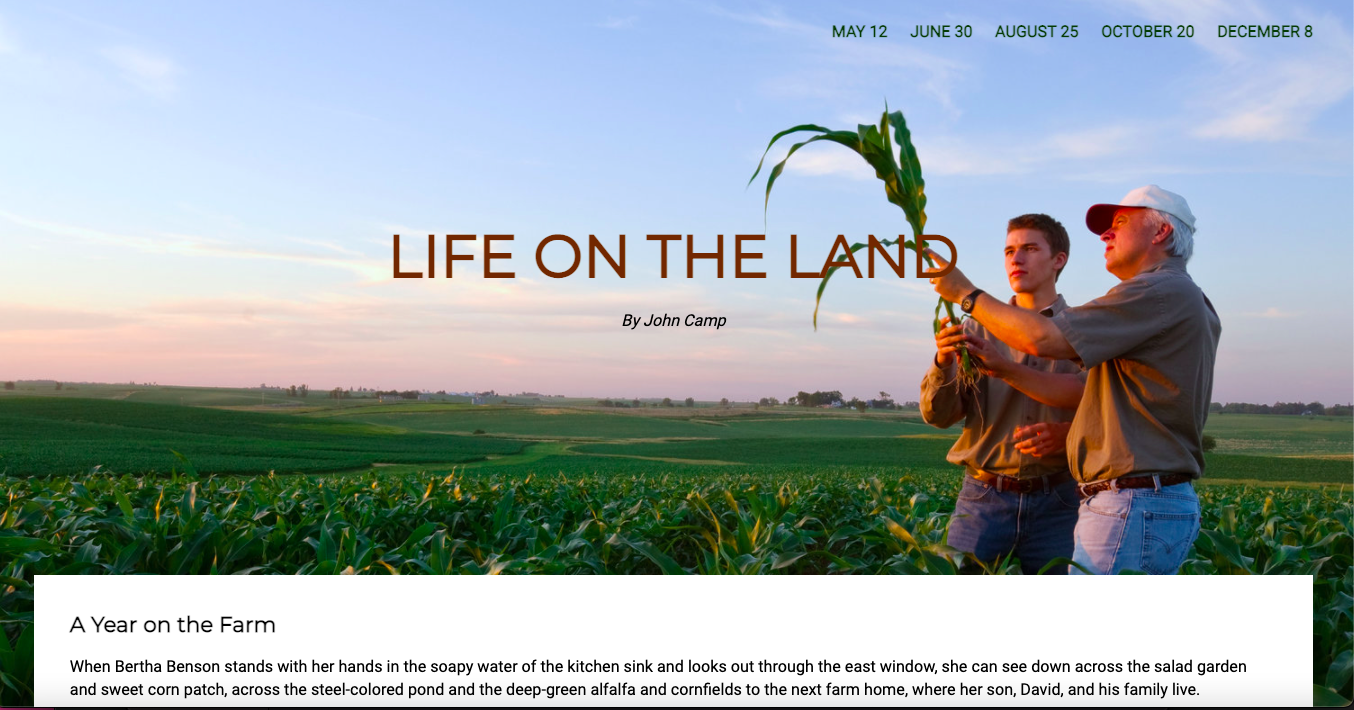 MAY 12 JUNE 30 AUGUST 25 OCTOBER 20 DECEMBER 8
LIFE ON THE LAND
By John Camp
A Year on the Farm
When Bertha Benson stands with her hands in the soapy water of the kitchen sink and looks out through the east window, she can see down across the salad garden
and sweet corn patch, across the steel-colored pond and the deep-green alfalfa and cornfields to the next farm home, where her son, David, and his family live.